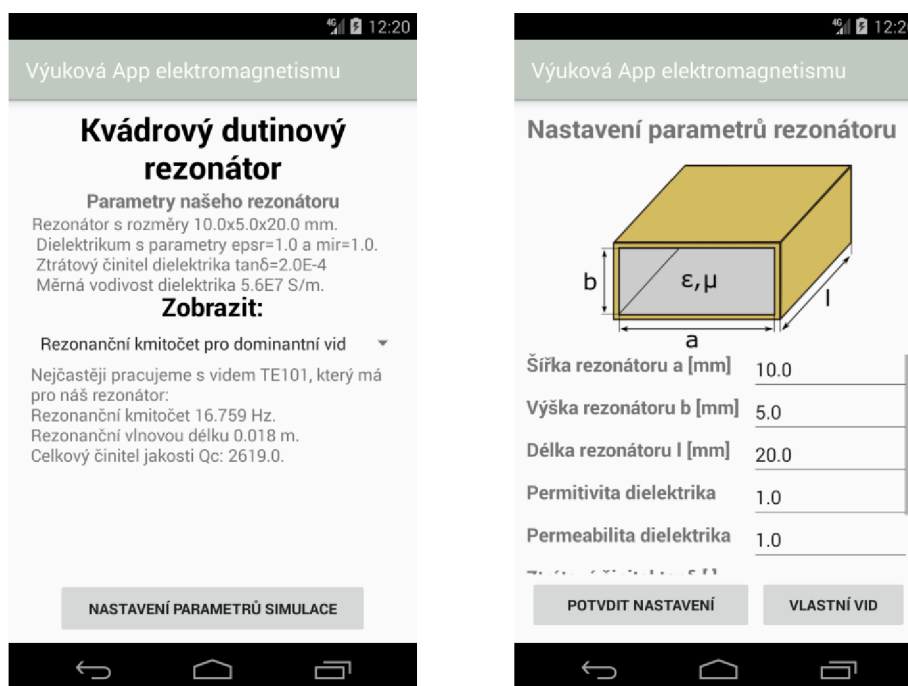 4G 12:20
Výuková App elektromagnetismu
Kvádrový dutinový
rezonátor
Parametry našeho rezonátoru
Rezonátor s rozměry 10.0x5.0x20.0 mm.
Dielektrikum s parametry epsr=1.0 a mir=1.0.
Ztrátový činitel dielektrika tanδ=2.0E-4
Měrná vodivost dielektrika 5.6E7 S/m.
Zobrazit:
Rezonanční kmitočet pro dominantní vid
Nejčastěji pracujeme s videm TE101, který má
pro náš rezonátor:
Rezonanční kmitočet 16.759 Hz.
Rezonanční vlnovou délku 0.018 m.
Celkový činitel jakosti Qc: 2619.0.
NASTAVENÍ PARAMETRŮ SIMULACE
4G 12:20
Výuková App elektromagnetismu
Nastavení parametrů rezonátoru
b
ε,μ
l
a
Šířka rezonátoru a [mm] 10.0
Výška rezonátoru b [mm] 5.0
Délka rezonátoru l [mm] 20.0
Permitivita dielektrika 1.0
Permeabilita dielektrika 1.0
POTVDIT NASTAVENÍ VLASTNÍ VID